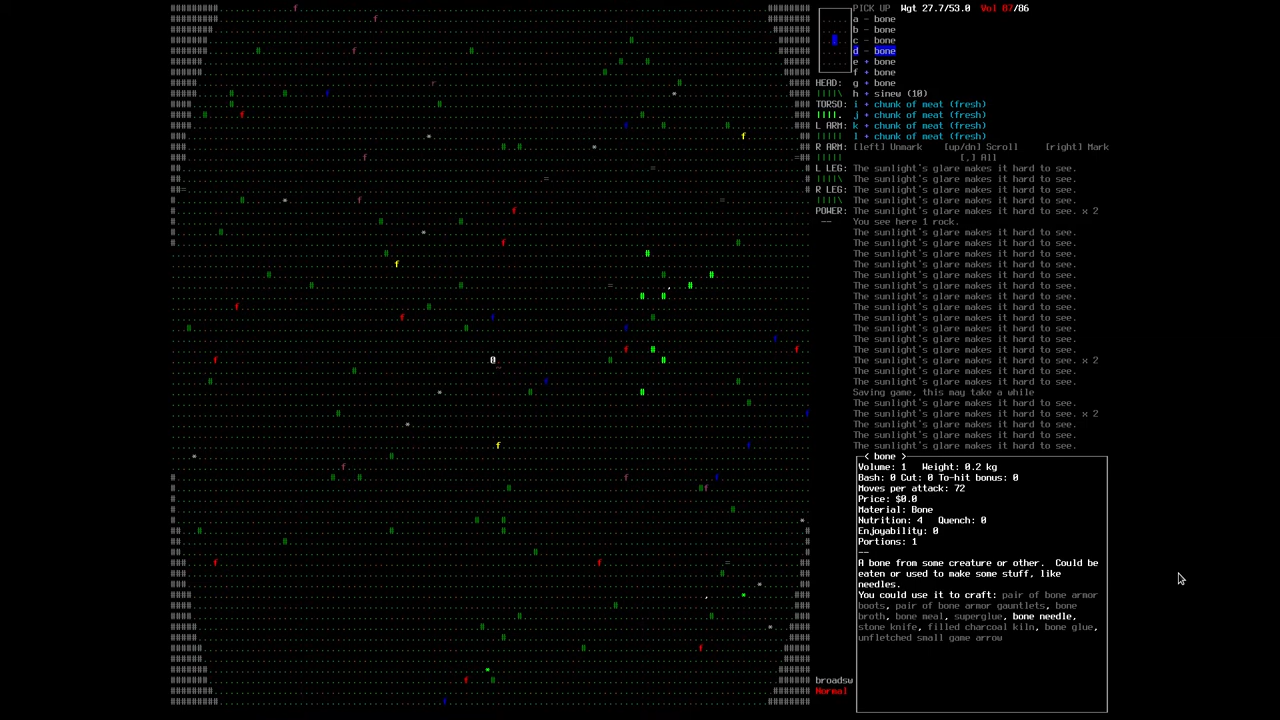 PICK UP  Wgt 27.7/53.0  Vol 87/86
a - bone
b - bone
c - bone
d - bone
e + bone
f + bone
g + bone
h + sinew (10)
i + chunk of meat (fresh)
j + chunk of meat (fresh)
k + chunk of meat (fresh)
l + chunk of meat (fresh)
[left] Unmark    [up/dn] Scroll    [right] Mark
[,] All
HEAD:
TORSO:
L ARM:
R ARM:
L LEG:
R LEG:
POWER:
--
The sunlight's glare makes it hard to see.
The sunlight's glare makes it hard to see.
The sunlight's glare makes it hard to see.
The sunlight's glare makes it hard to see.
The sunlight's glare makes it hard to see. x 2
You see here 1 rock.
The sunlight's glare makes it hard to see.
The sunlight's glare makes it hard to see.
The sunlight's glare makes it hard to see.
The sunlight's glare makes it hard to see.
The sunlight's glare makes it hard to see.
The sunlight's glare makes it hard to see.
The sunlight's glare makes it hard to see.
The sunlight's glare makes it hard to see.
The sunlight's glare makes it hard to see.
The sunlight's glare makes it hard to see.
The sunlight's glare makes it hard to see.
The sunlight's glare makes it hard to see.
The sunlight's glare makes it hard to see. x 2
The sunlight's glare makes it hard to see.
The sunlight's glare makes it hard to see.
Saving game, this may take a while
The sunlight's glare makes it hard to see.
The sunlight's glare makes it hard to see. x 2
The sunlight's glare makes it hard to see.
The sunlight's glare makes it hard to see.
The sunlight's glare makes it hard to see.
< bone >
Volume: 1   Weight: 0.2 kg
Bash: 0 Cut: 0 To-hit bonus: 0
Moves per attack: 72
Price: $0.0
Material: Bone
Nutrition: 4   Quench: 0
Enjoyability: 0
Portions: 1
--
A bone from some creature or other.  Could be
eaten or used to make some stuff, like
needles.
You could use it to craft: pair of bone armor
boots, pair of bone armor gauntlets, bone
broth, bone meal, superglue, bone needle,
stone knife, filled charcoal kiln, bone glue,
unfletched small game arrow
broadsw
Normal